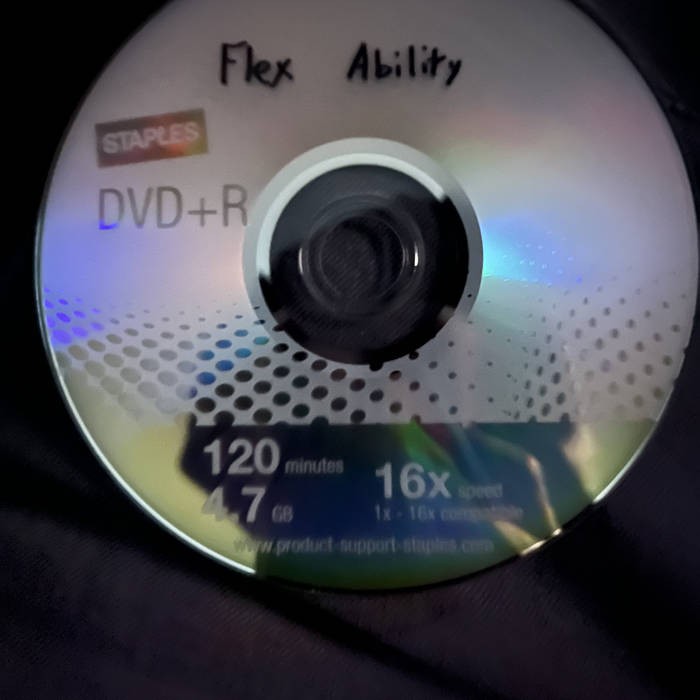 Flex Ability
STAPLES
DVD+R
120 minutes
4.7 GB
16x speed
1x - 16x compatible
www.product-support-staples.com